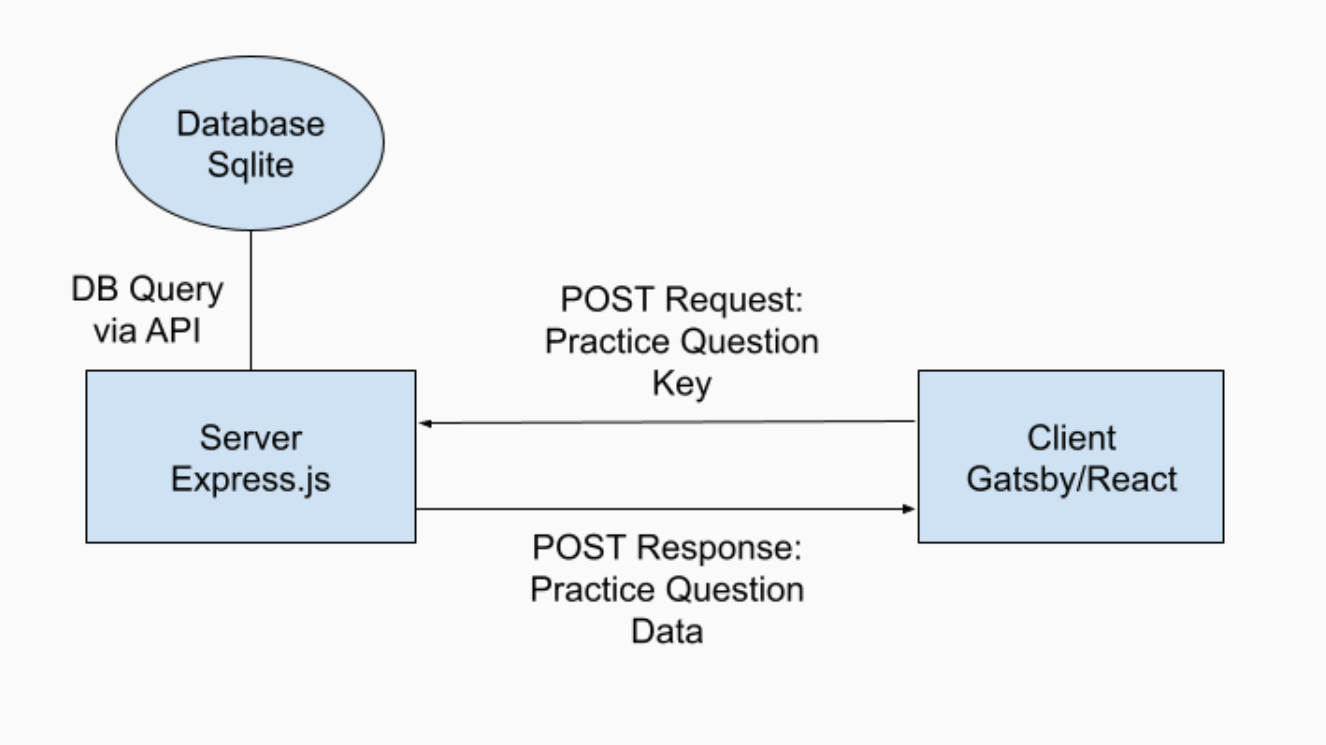 Database
Sqlite
DB Query
via API
POST Request:
Practice Question
Key
Server
Express.js
Client
Gatsby/React
POST Response:
Practice Question
Data